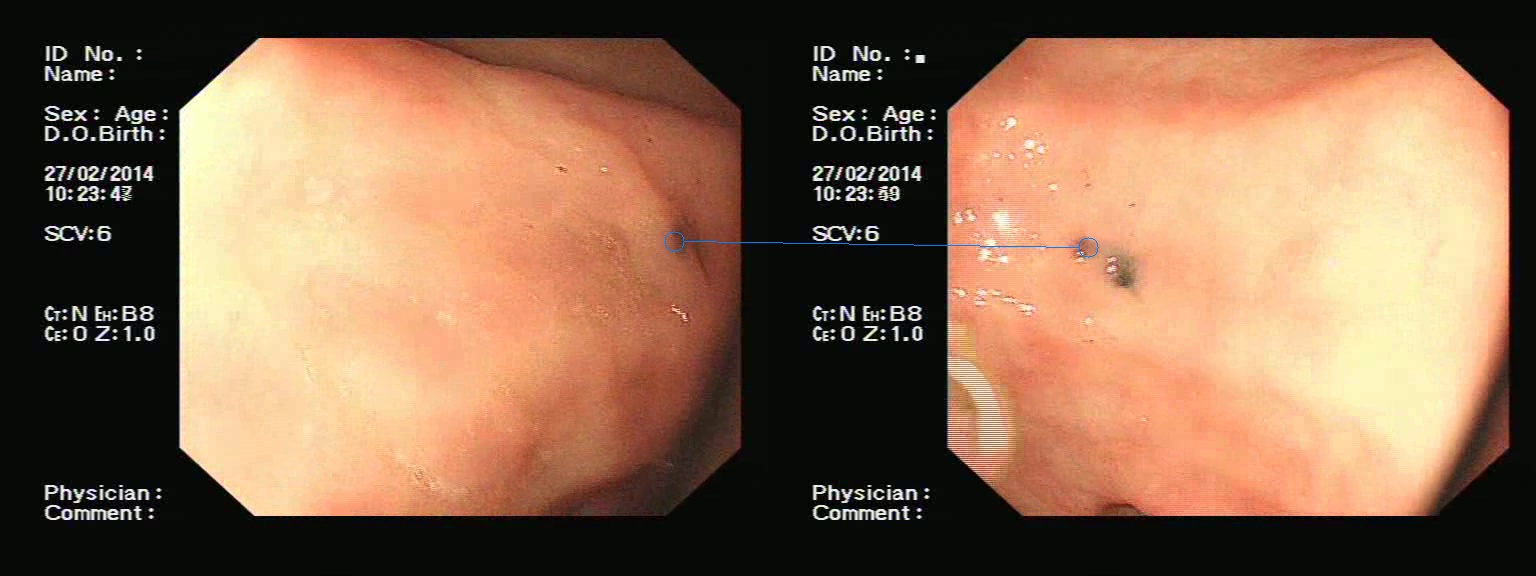 ID No. :
Name:
Sex: Age:
D.O.Birth:
27/02/2014
SCV:6
CT:N EH:B8
CE:0 Z:1.0
Physician:
Comment:
ID No. :
Name:
Sex: Age:
D.O.Birth:
27/02/2014
SCV:6
CT:N EH:B8
CE:0 Z:1.0
Physician:
Comment: